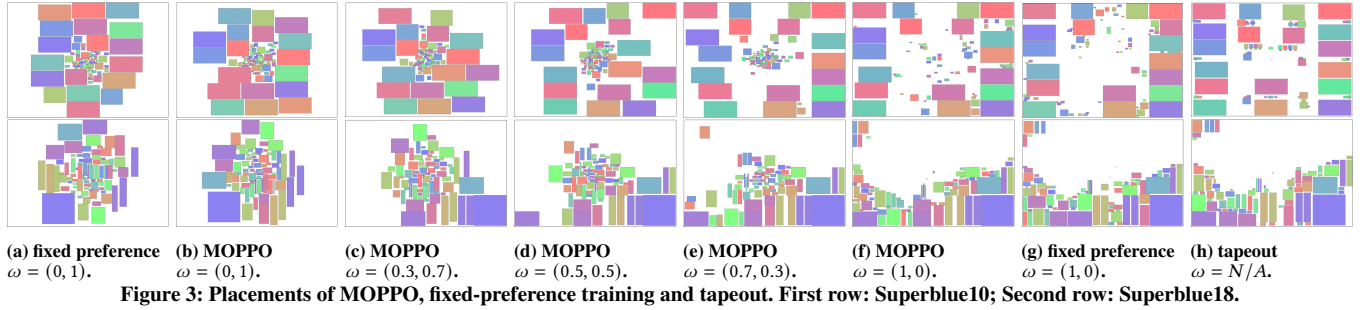 (a) fixed preference (b) MOPPO (c) MOPPO (d) MOPPO (e) MOPPO (f) MOPPO (g) fixed preference (h) tapeout
ω = (0, 1). ω = (0, 1). ω = (0.3, 0.7). ω = (0.5, 0.5). ω = (0.7, 0.3). ω = (1, 0). ω = (1, 0). ω = N/A.
Figure 3: Placements of MOPPO, fixed-preference training and tapeout. First row: Superblue10; Second row: Superblue18.